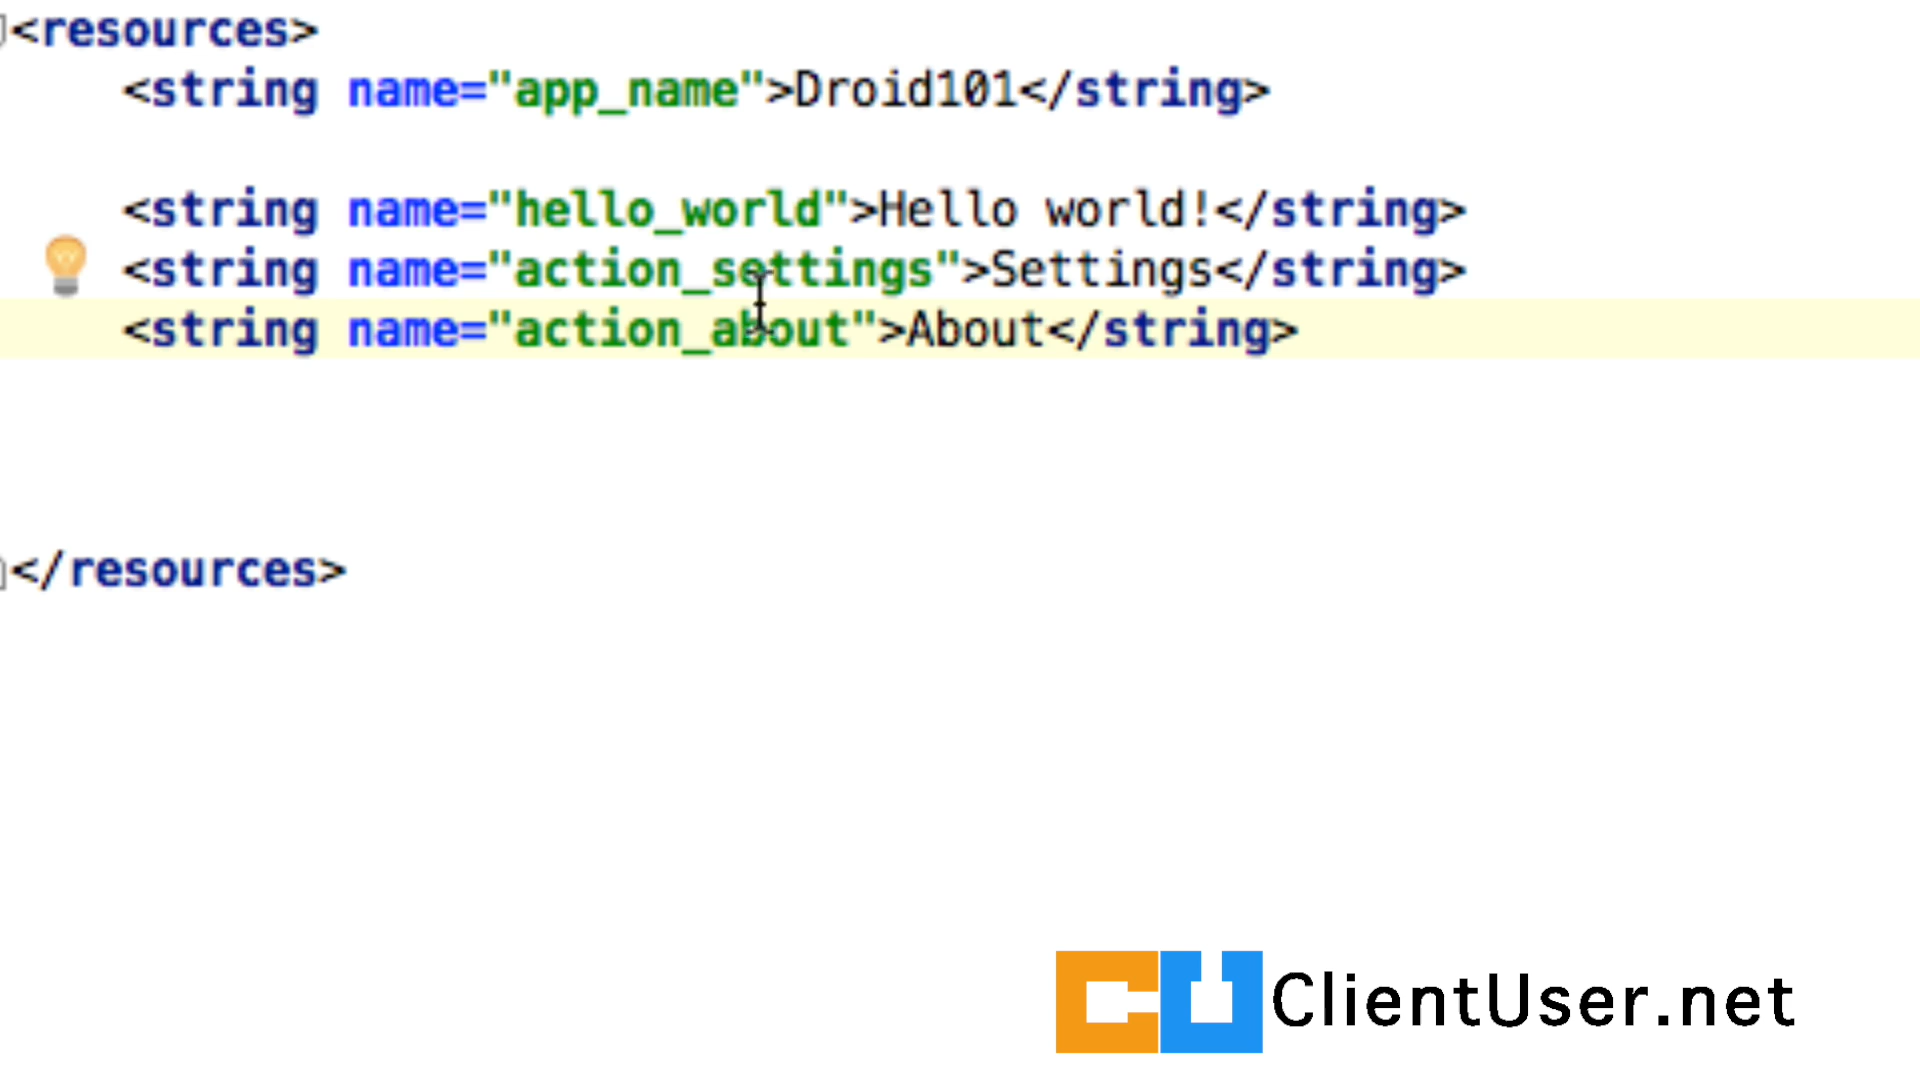 <resources>
<string name="app_name">Droid101</string>
<string name="hello_world">Hello world!</string>
<string name="action_settings">Settings</string>
<string name="action_about">About</string>
</resources>
CU ClientUser.net